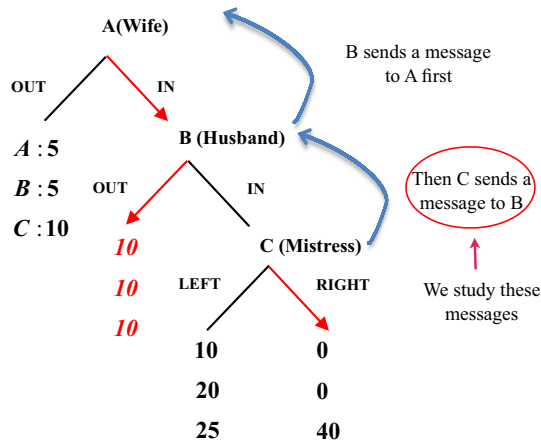 A(Wife)
B sends a message
to A first
OUT
IN
B (Husband)
A : 5
B : 5
C : 10
OUT
IN
Then C sends a
message to B
10
10
10
C (Mistress)
LEFT
RIGHT
We study these
messages
10
0
20
0
25
40